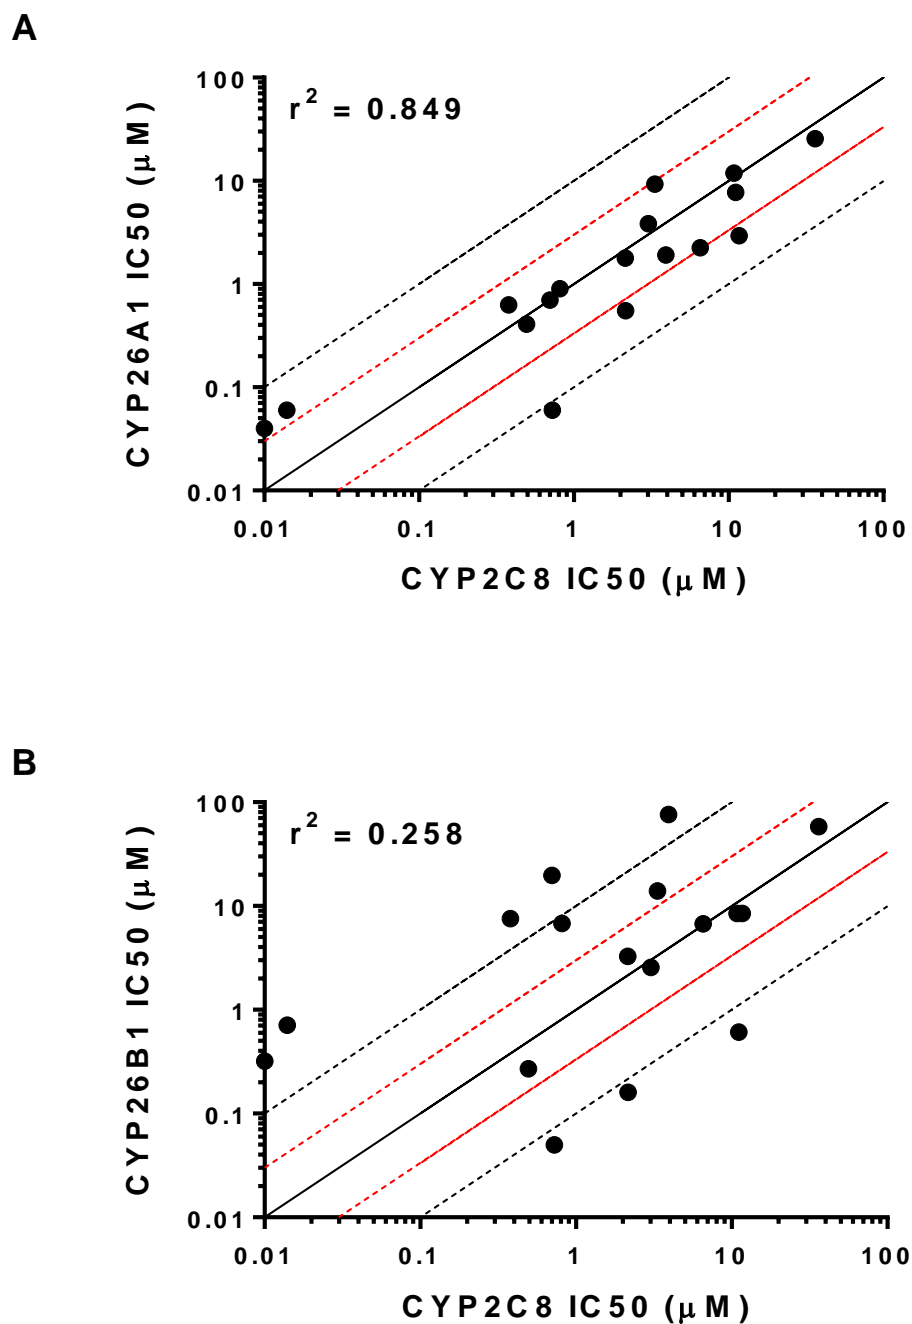 A
r² = 0.849
CYP26A1 IC50 (μM)
100
10
1
0.1
0.01
0.01 0.1 1 10 100
CYP2C8 IC50 (μM)
B
r² = 0.258
CYP26B1 IC50 (μM)
100
10
1
0.1
0.01
0.01 0.1 1 10 100
CYP2C8 IC50 (μM)